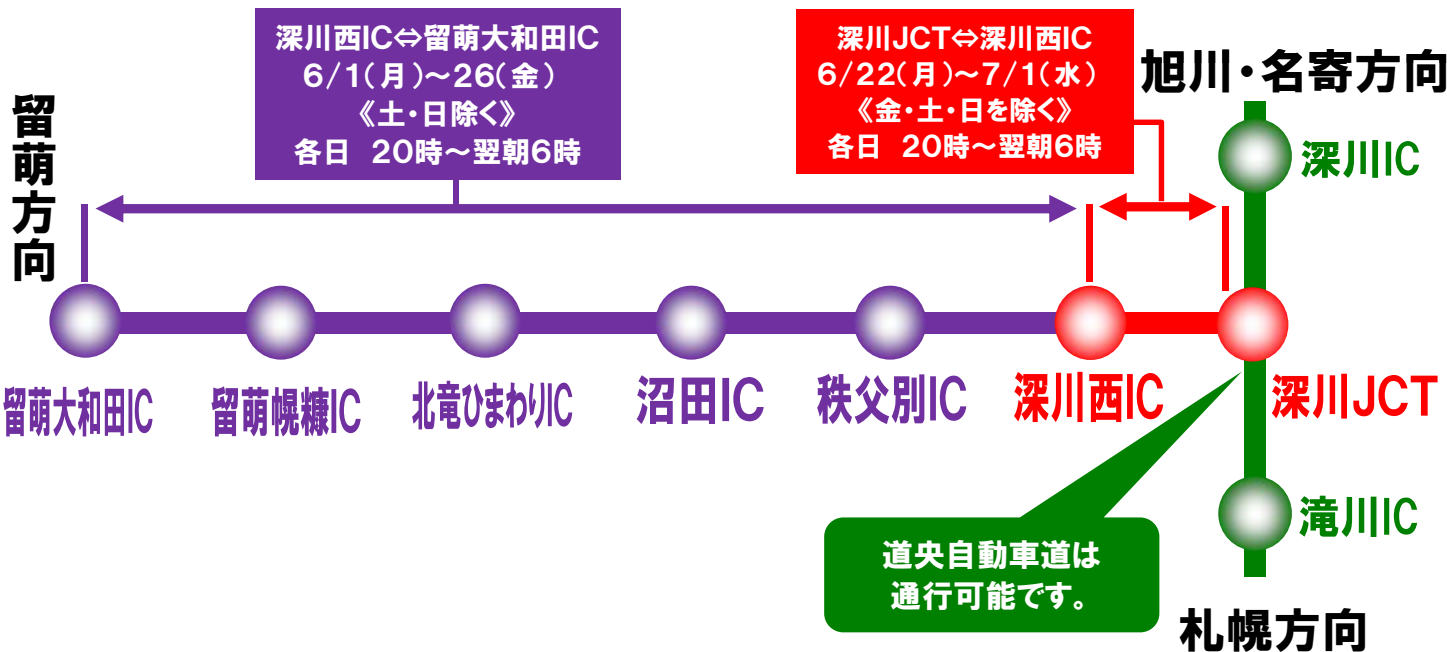 深川西IC⇔留萌大和田IC
6/1(月)~26(金)
《土・日除く》
各日 20時~翌朝6時
深川JCT⇔深川西IC
6/22(月)~7/1(水)
《金・土・日を除く》
各日 20時~翌朝6時
旭川・名寄方向
留萌方向
深川IC
留萌大和田IC
留萌幌糠IC
北竜ひまわりIC
沼田IC
秩父別IC
深川西IC
深川JCT
滝川IC
道央自動車道は
通行可能です。
札幌方向